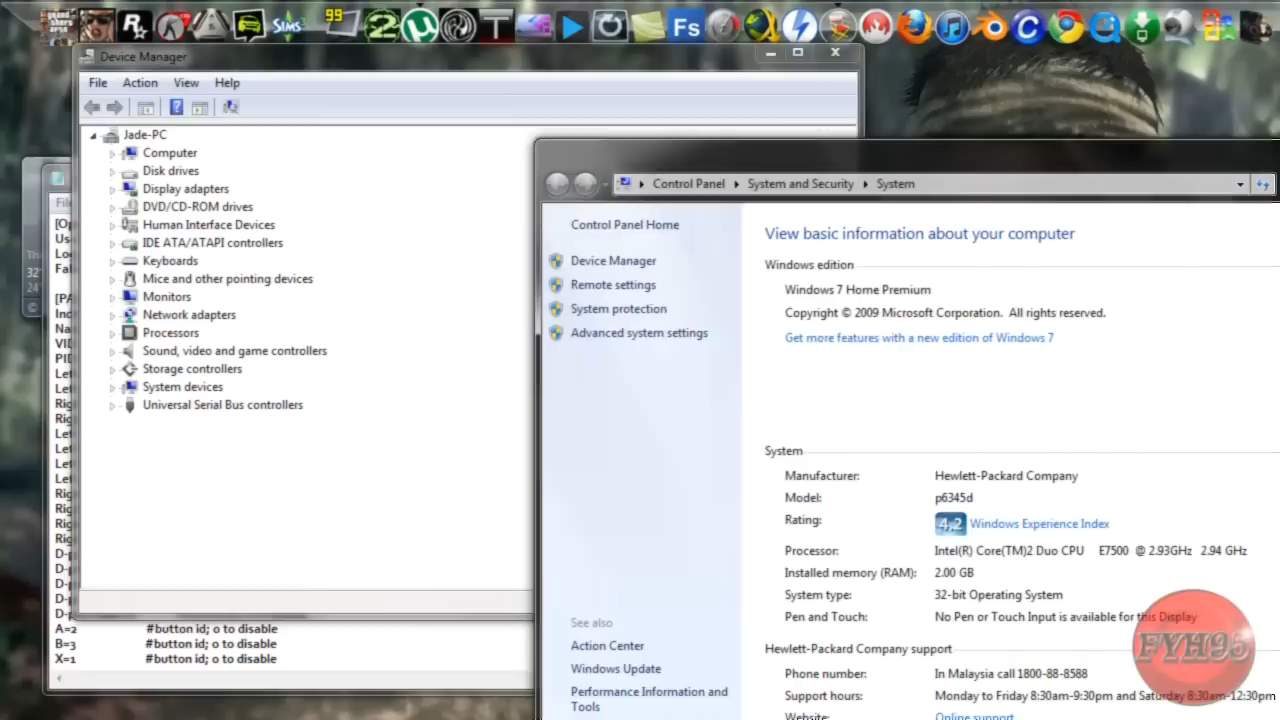 99
SIMS
Fs
Device Manager
File Action View Help
Jade-PC
Computer
Disk drives
Display adapters
DVD/CD-ROM drives
Human Interface Devices
IDE ATA/ATAPI controllers
Keyboards
Mice and other pointing devices
Monitors
Network adapters
Processors
Sound, video and game controllers
Storage controllers
System devices
Universal Serial Bus controllers
A=2 #button id; 0 to disable
B=3 #button id; 0 to disable
X=1 #button id; 0 to disable
Control Panel System and Security System
Control Panel Home
Device Manager
Remote settings
System protection
Advanced system settings
See also
Action Center
Windows Update
Performance Information and
Tools
View basic information about your computer
Windows edition
Windows 7 Home Premium
Copyright © 2009 Microsoft Corporation. All rights reserved.
Get more features with a new edition of Windows 7
System
Manufacturer: Hewlett-Packard Company
Model: p6345d
Rating: 4,2 Windows Experience Index
Processor: Intel(R) Core(TM)2 Duo CPU E7500 @ 2.93GHz 2.94 GHz
Installed memory (RAM): 2.00 GB
System type: 32-bit Operating System
Pen and Touch: No Pen or Touch Input is available for this Display
Hewlett-Packard Company support
Phone number: In Malaysia call 1800-88-8588
Support hours: Monday to Friday 8:30am-9:30pm and Saturday 8:30am-12:30pm
Website: Online support
FYH95